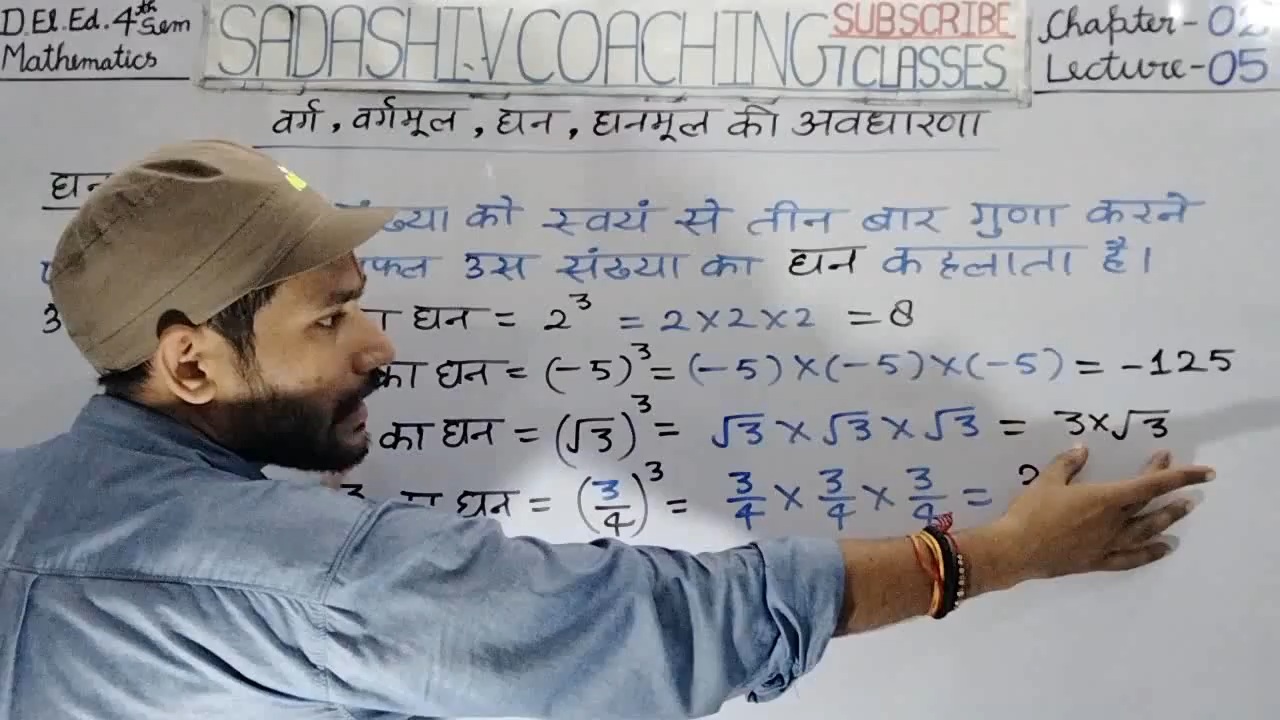 D.El.Ed. 4th Sem
Mathematics
SADASHIV COACHING CLASSES
SUBSCRIBE
Chapter - 02
Lecture - 05
वर्ग, वर्गमूल, घन, घनमूल की अवधारणा
घन
को स्वयं से तीन बार गुणा करने
उस संख्या का घन कहलाता है।
घन = 2³ = 2×2×2 = 8
का घन = (-5)³ = (-5)×(-5)×(-5) = -125
का घन = (√3)³ = √3 × √3 × √3 = 3×√3
घन = (3/4)³ = 3/4 × 3/4 × 3/4 =